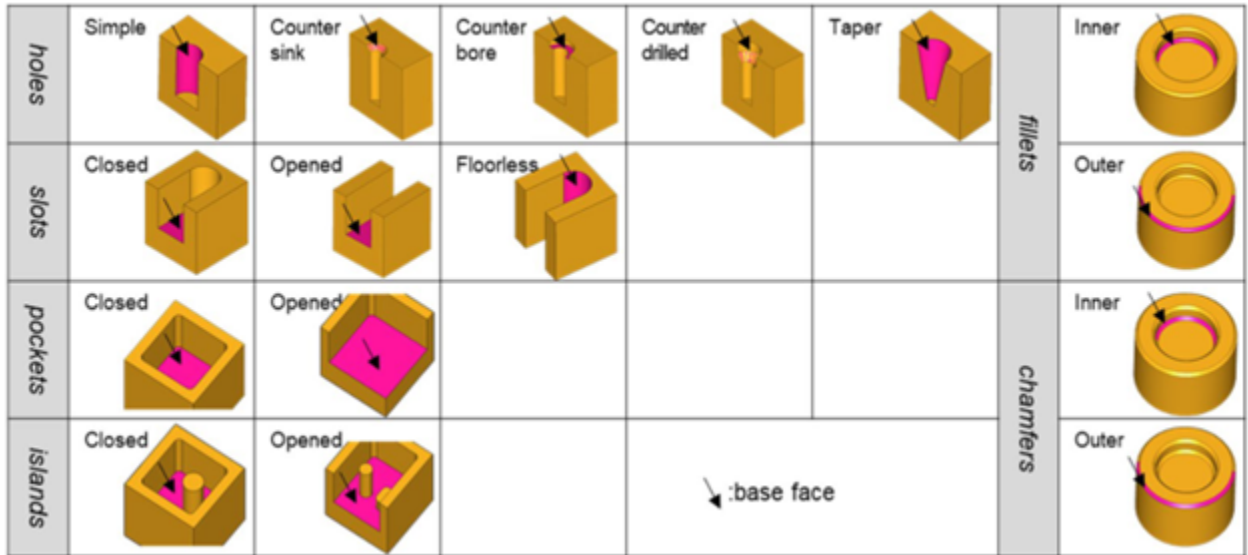 holes
Simple
Counter
sink
Counter
bore
Counter
drilled
Taper
fillets
Inner
slots
Closed
Opened
Floorless
Outer
pockets
Closed
Opened
chamfers
Inner
islands
Closed
Opened
:base face
Outer